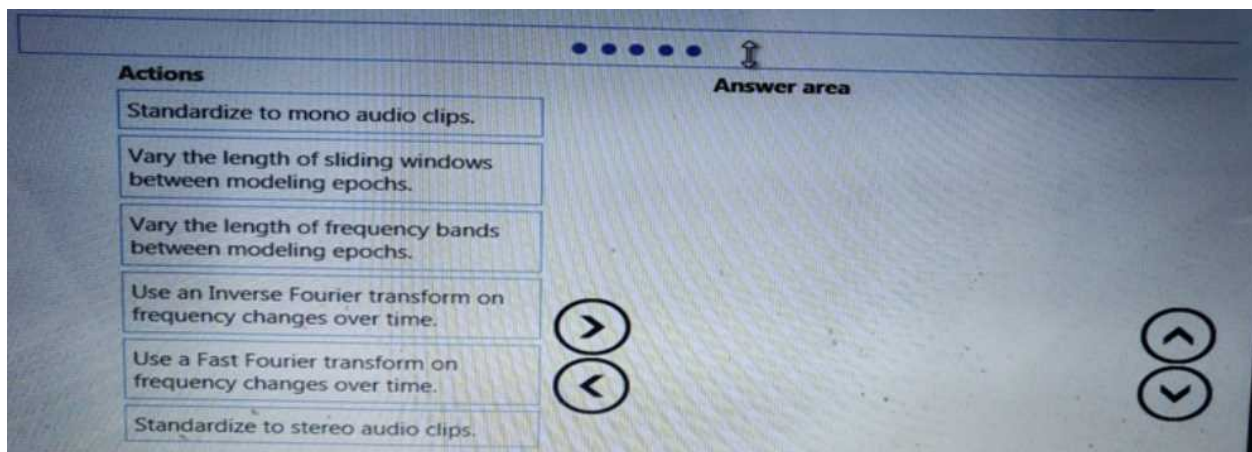 Actions
Answer area
Standardize to mono audio clips.
Vary the length of sliding windows
between modeling epochs.
Vary the length of frequency bands
between modeling epochs.
Use an Inverse Fourier transform on
frequency changes over time.
Use a Fast Fourier transform on
frequency changes over time.
Standardize to stereo audio clips.